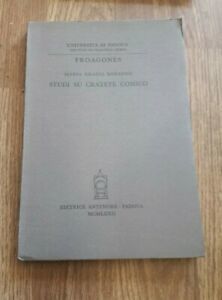 UNIVERSITÀ DI PADOVA
PROAGONES
MARIA GRAZIA BONANNO
STUDI SU CRATETE COMICO
EDITRICE ANTENORE · PADOVA
MCMLXXII